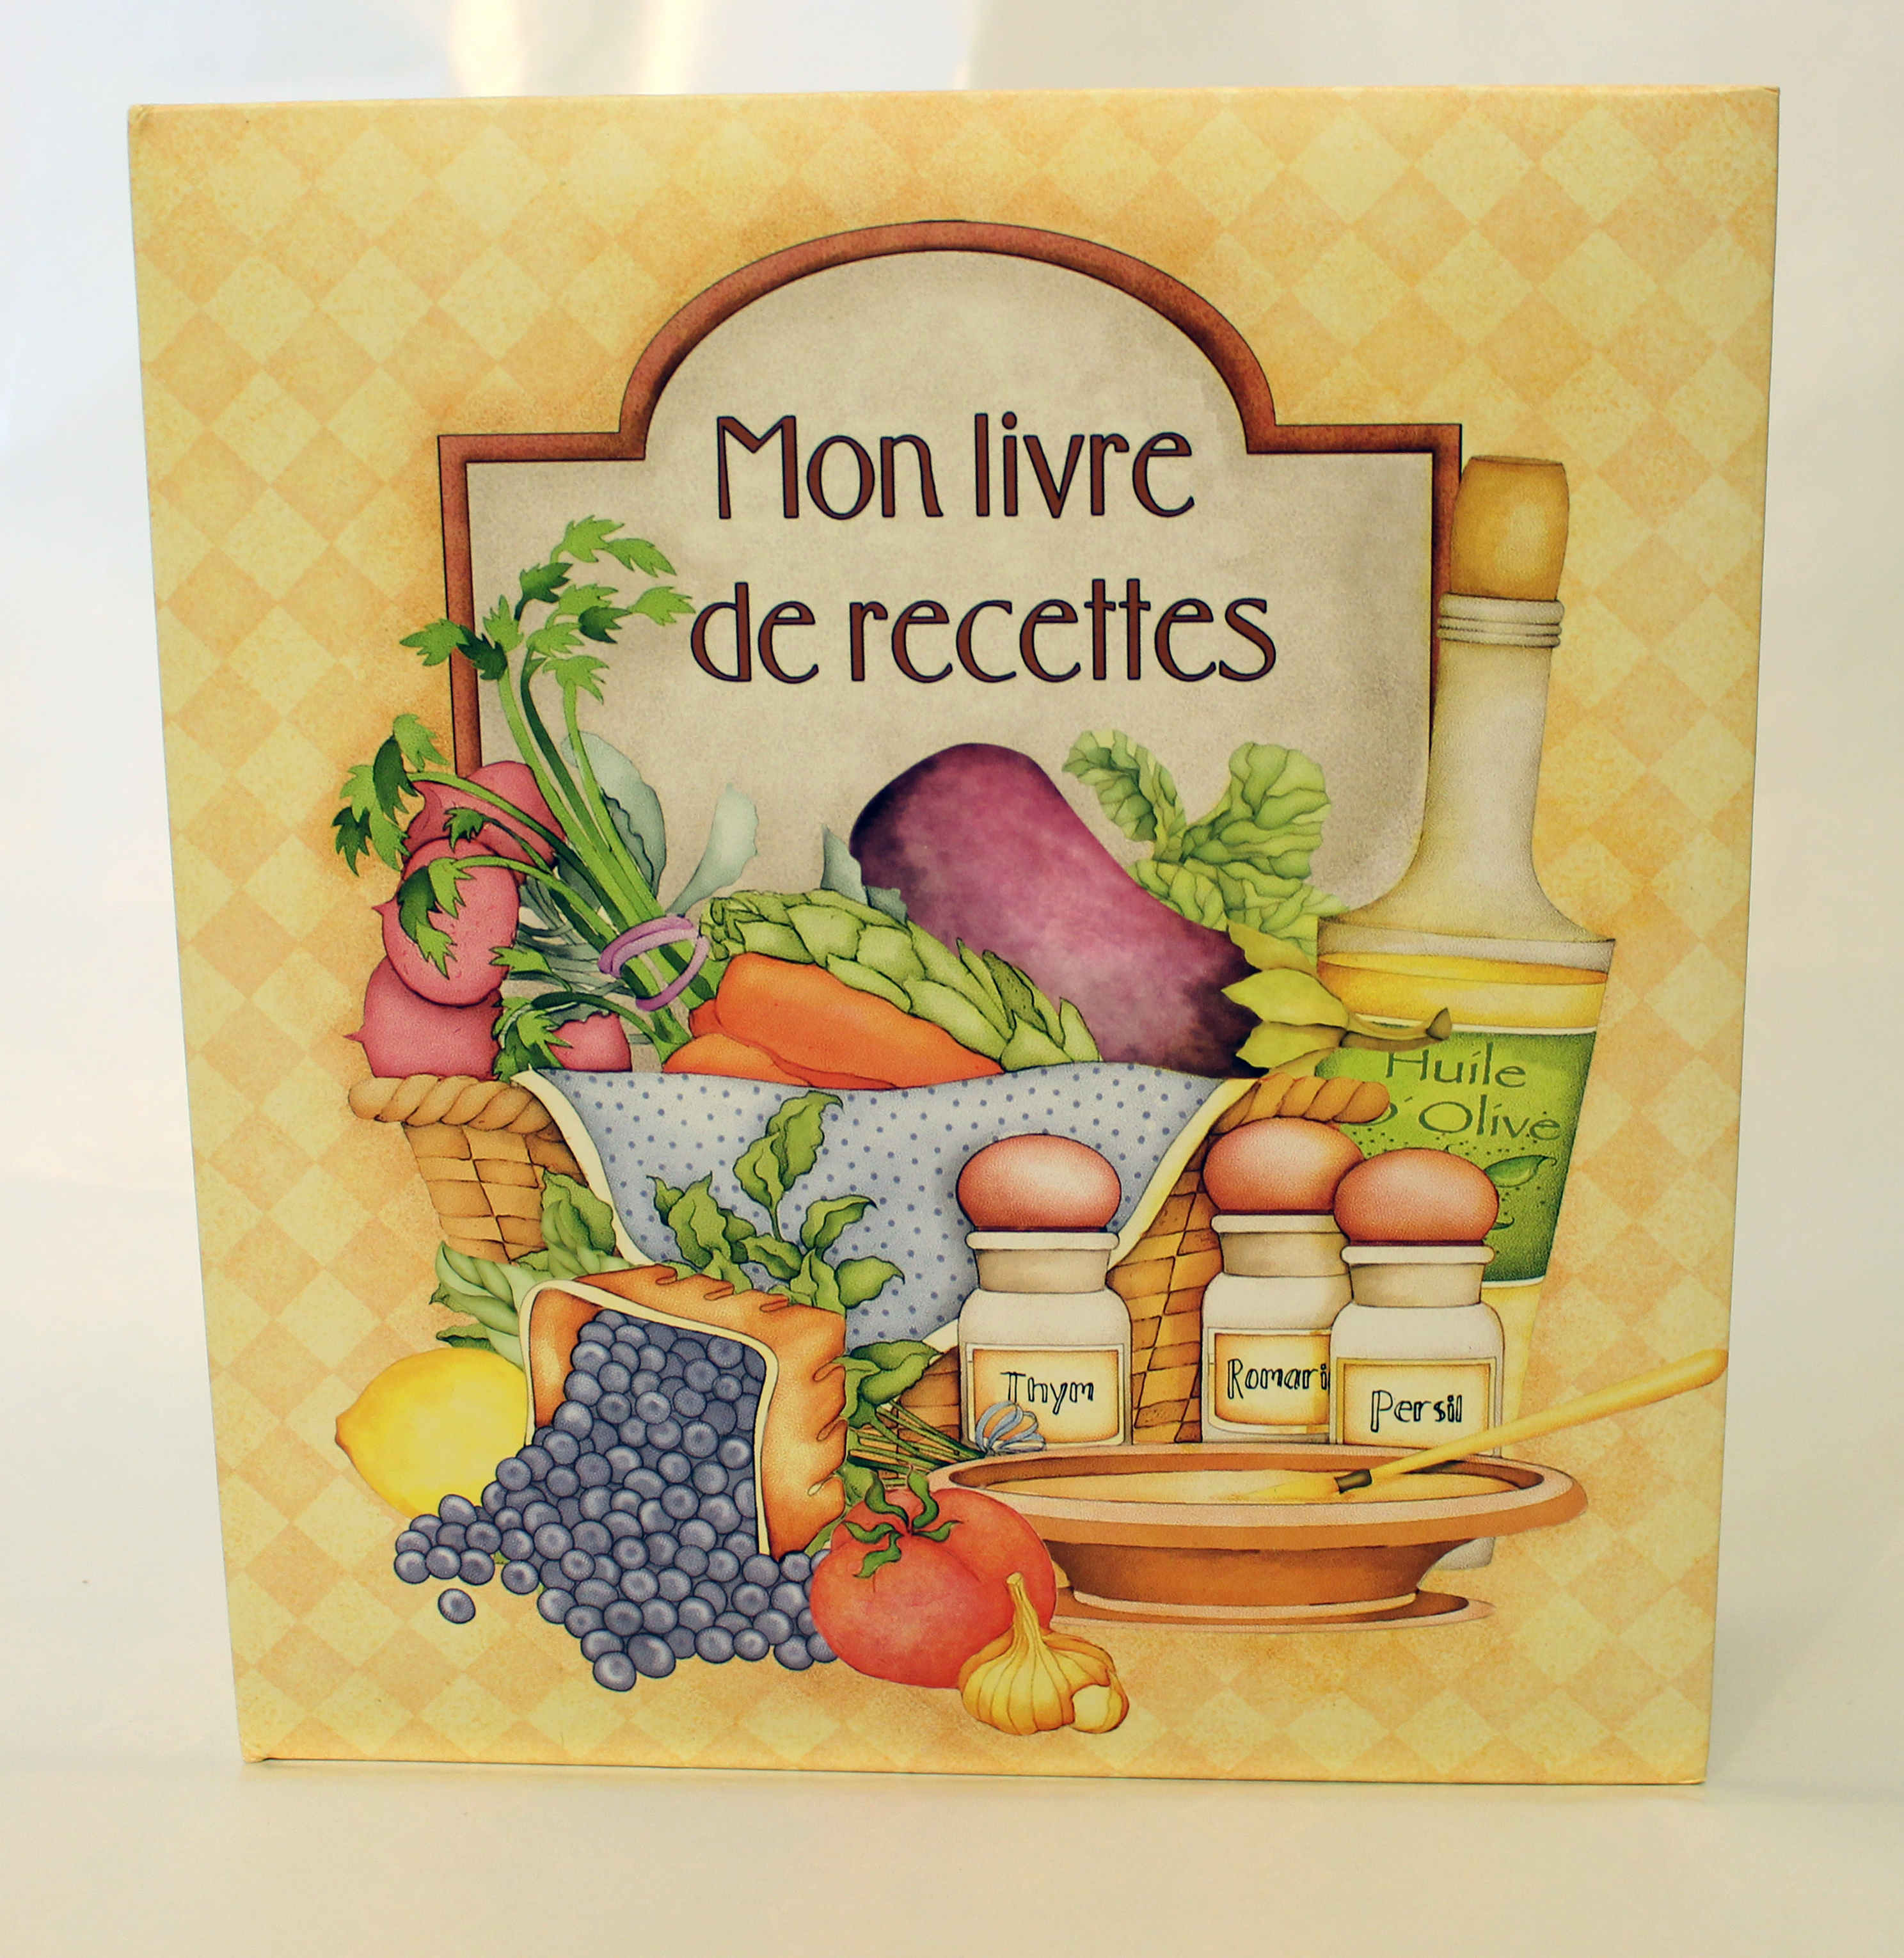 Mon livre
de recettes
Huile
D'Olive
Thym
Romari
Persil